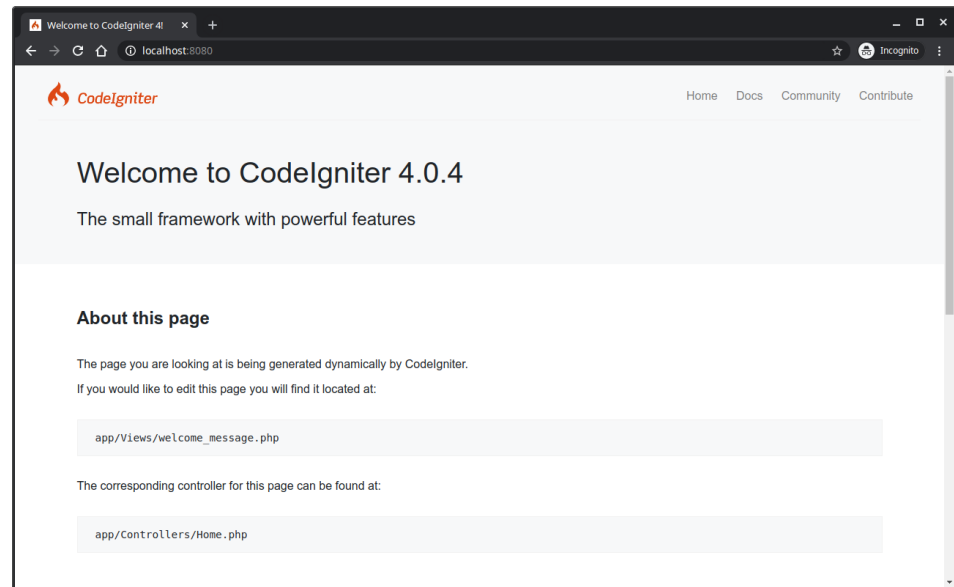 Welcome to CodeIgniter 4!
localhost:8080
Incognito
CodeIgniter
Home Docs Community Contribute
Welcome to CodeIgniter 4.0.4
The small framework with powerful features
About this page
The page you are looking at is being generated dynamically by CodeIgniter.
If you would like to edit this page you will find it located at:
app/Views/welcome_message.php
The corresponding controller for this page can be found at:
app/Controllers/Home.php